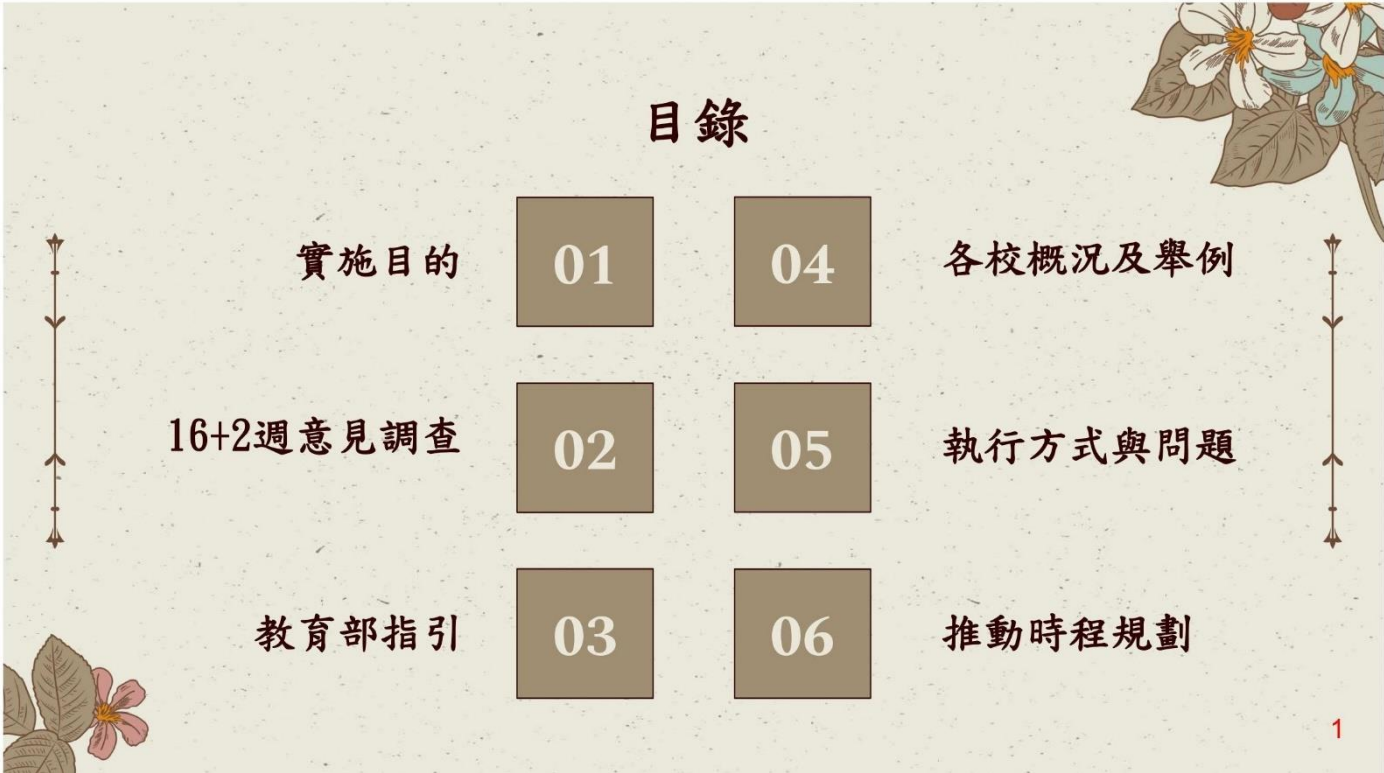 目錄
實施目的 01
16+2週意見調查 02
教育部指引 03
04 各校概況及舉例
05 執行方式與問題
06 推動時程規劃
1